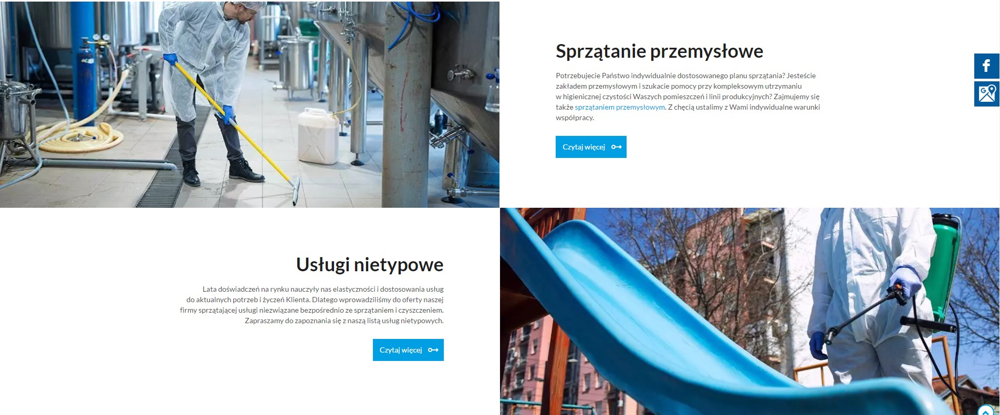 Sprzątanie przemysłowe
Potrzebujecie Państwo indywidualnie dostosowanego planu sprzątania? Jesteście
zakładem przemysłowym i szukacie pomocy przy kompleksowym utrzymaniu
w higienicznej czystości Waszych pomieszczeń i linii produkcyjnych? Zajmujemy się
także sprzątaniem przemysłowym. Z chęcią ustalimy z Wami indywidualne warunki
współpracy.
Czytaj więcej
Usługi nietypowe
Lata doświadczeń na rynku nauczyły nas elastyczności i dostosowania usług
do aktualnych potrzeb i życzeń Klienta. Dlatego wprowadziliśmy do oferty naszej
firmy sprzątającej usługi niezwiązane bezpośrednio ze sprzątaniem i czyszczeniem.
Zapraszamy do zapoznania się z naszą listą usług nietypowych.
Czytaj więcej